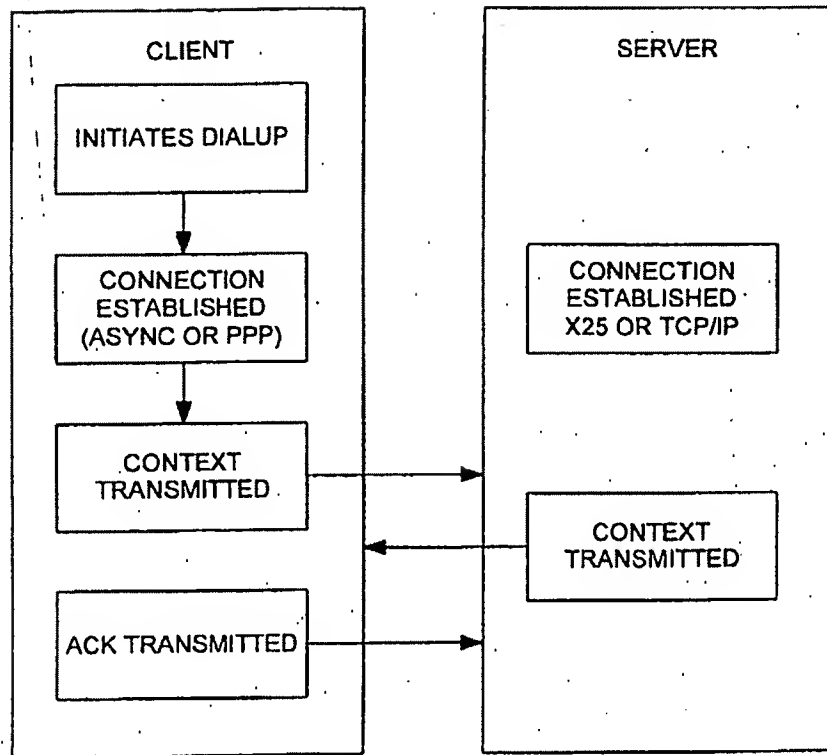 CLIENT
INITIATES DIALUP
CONNECTION
ESTABLISHED
(ASYNC OR PPP)
CONTEXT
TRANSMITTED
ACK TRANSMITTED
SERVER
CONNECTION
ESTABLISHED
X25 OR TCP/IP
CONTEXT
TRANSMITTED